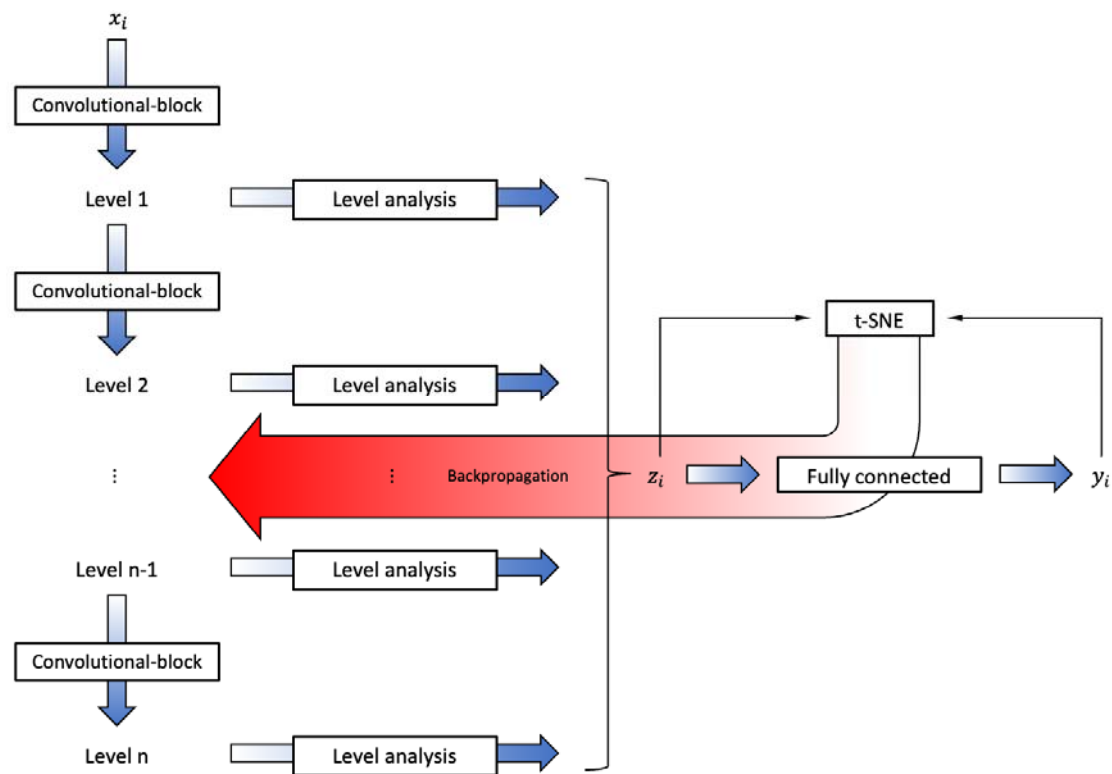 x_i
Convolutional-block
Level 1
Level analysis
Convolutional-block
t-SNE
Level 2
Level analysis
⋮
⋮
Backpropagation
z_i
Fully connected
y_i
Level n-1
Level analysis
Convolutional-block
Level n
Level analysis